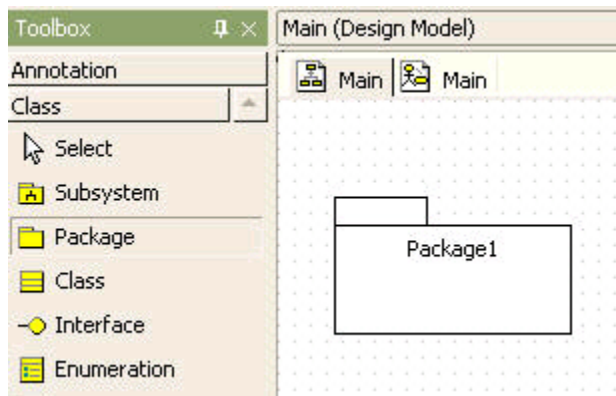 Toolbox
Main (Design Model)
Annotation
Main
Main
Class
Select
Subsystem
Package
Package1
Class
Interface
Enumeration